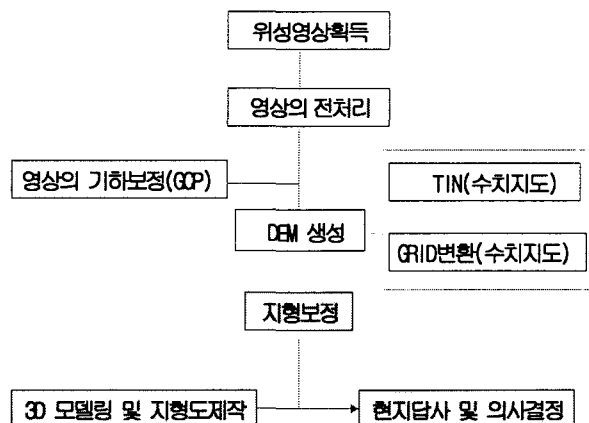 위성영상획득
영상의 전처리
영상의 기하보정(GCP)
TIN(수치지도)
DEM 생성
GRID변환(수치지도)
지형보정
3D 모델링 및 지형도제작
현지답사 및 의사결정